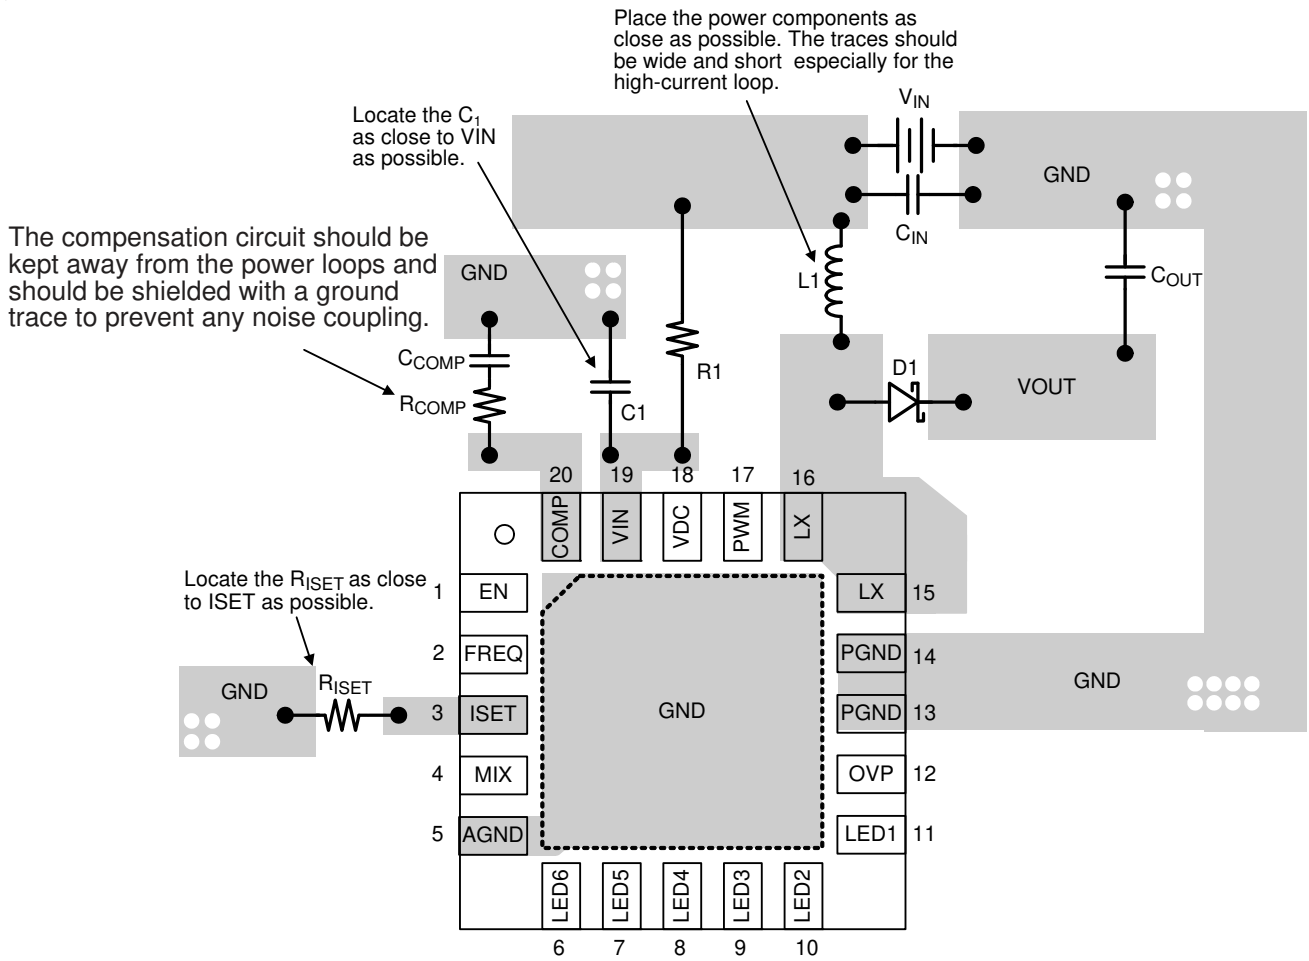 Place the power components as
close as possible. The traces should
be wide and short especially for the
high-current loop.
VIN
Locate the C1
as close to VIN
as possible.
GND
CIN
The compensation circuit should be
kept away from the power loops and
should be shielded with a ground
trace to prevent any noise coupling.
GND
L1
COUT
CCOMP
R1
D1
VOUT
RCOMP
C1
20
19
18
17
16
COMP
VIN
VDC
PWM
LX
Locate the RISET as close
to ISET as possible.
1
EN
LX
15
2
FREQ
PGND
14
GND
RISET
3
ISET
GND
PGND
13
GND
4
MIX
OVP
12
5
AGND
LED1
11
LED6
LED5
LED4
LED3
LED2
6
7
8
9
10